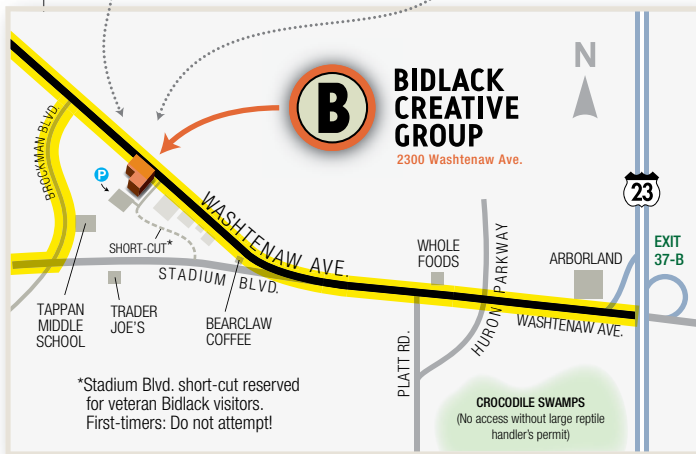 B
BIDLACK
CREATIVE
GROUP
2300 Washtenaw Ave.
N
23
EXIT
37-B
BROCKMAN BLVD.
P
SHORT-CUT*
WASHTENAW AVE.
STADIUM BLVD.
TAPPAN
MIDDLE
SCHOOL
TRADER
JOE'S
BEARCLAW
COFFEE
WHOLE
FOODS
HURON PARKWAY
ARBORLAND
WASHTENAW AVE.
PLATT RD.
*Stadium Blvd. short-cut reserved
for veteran Bidlack visitors.
First-timers: Do not attempt!
CROCODILE SWAMPS
(No access without large reptile
handler's permit)